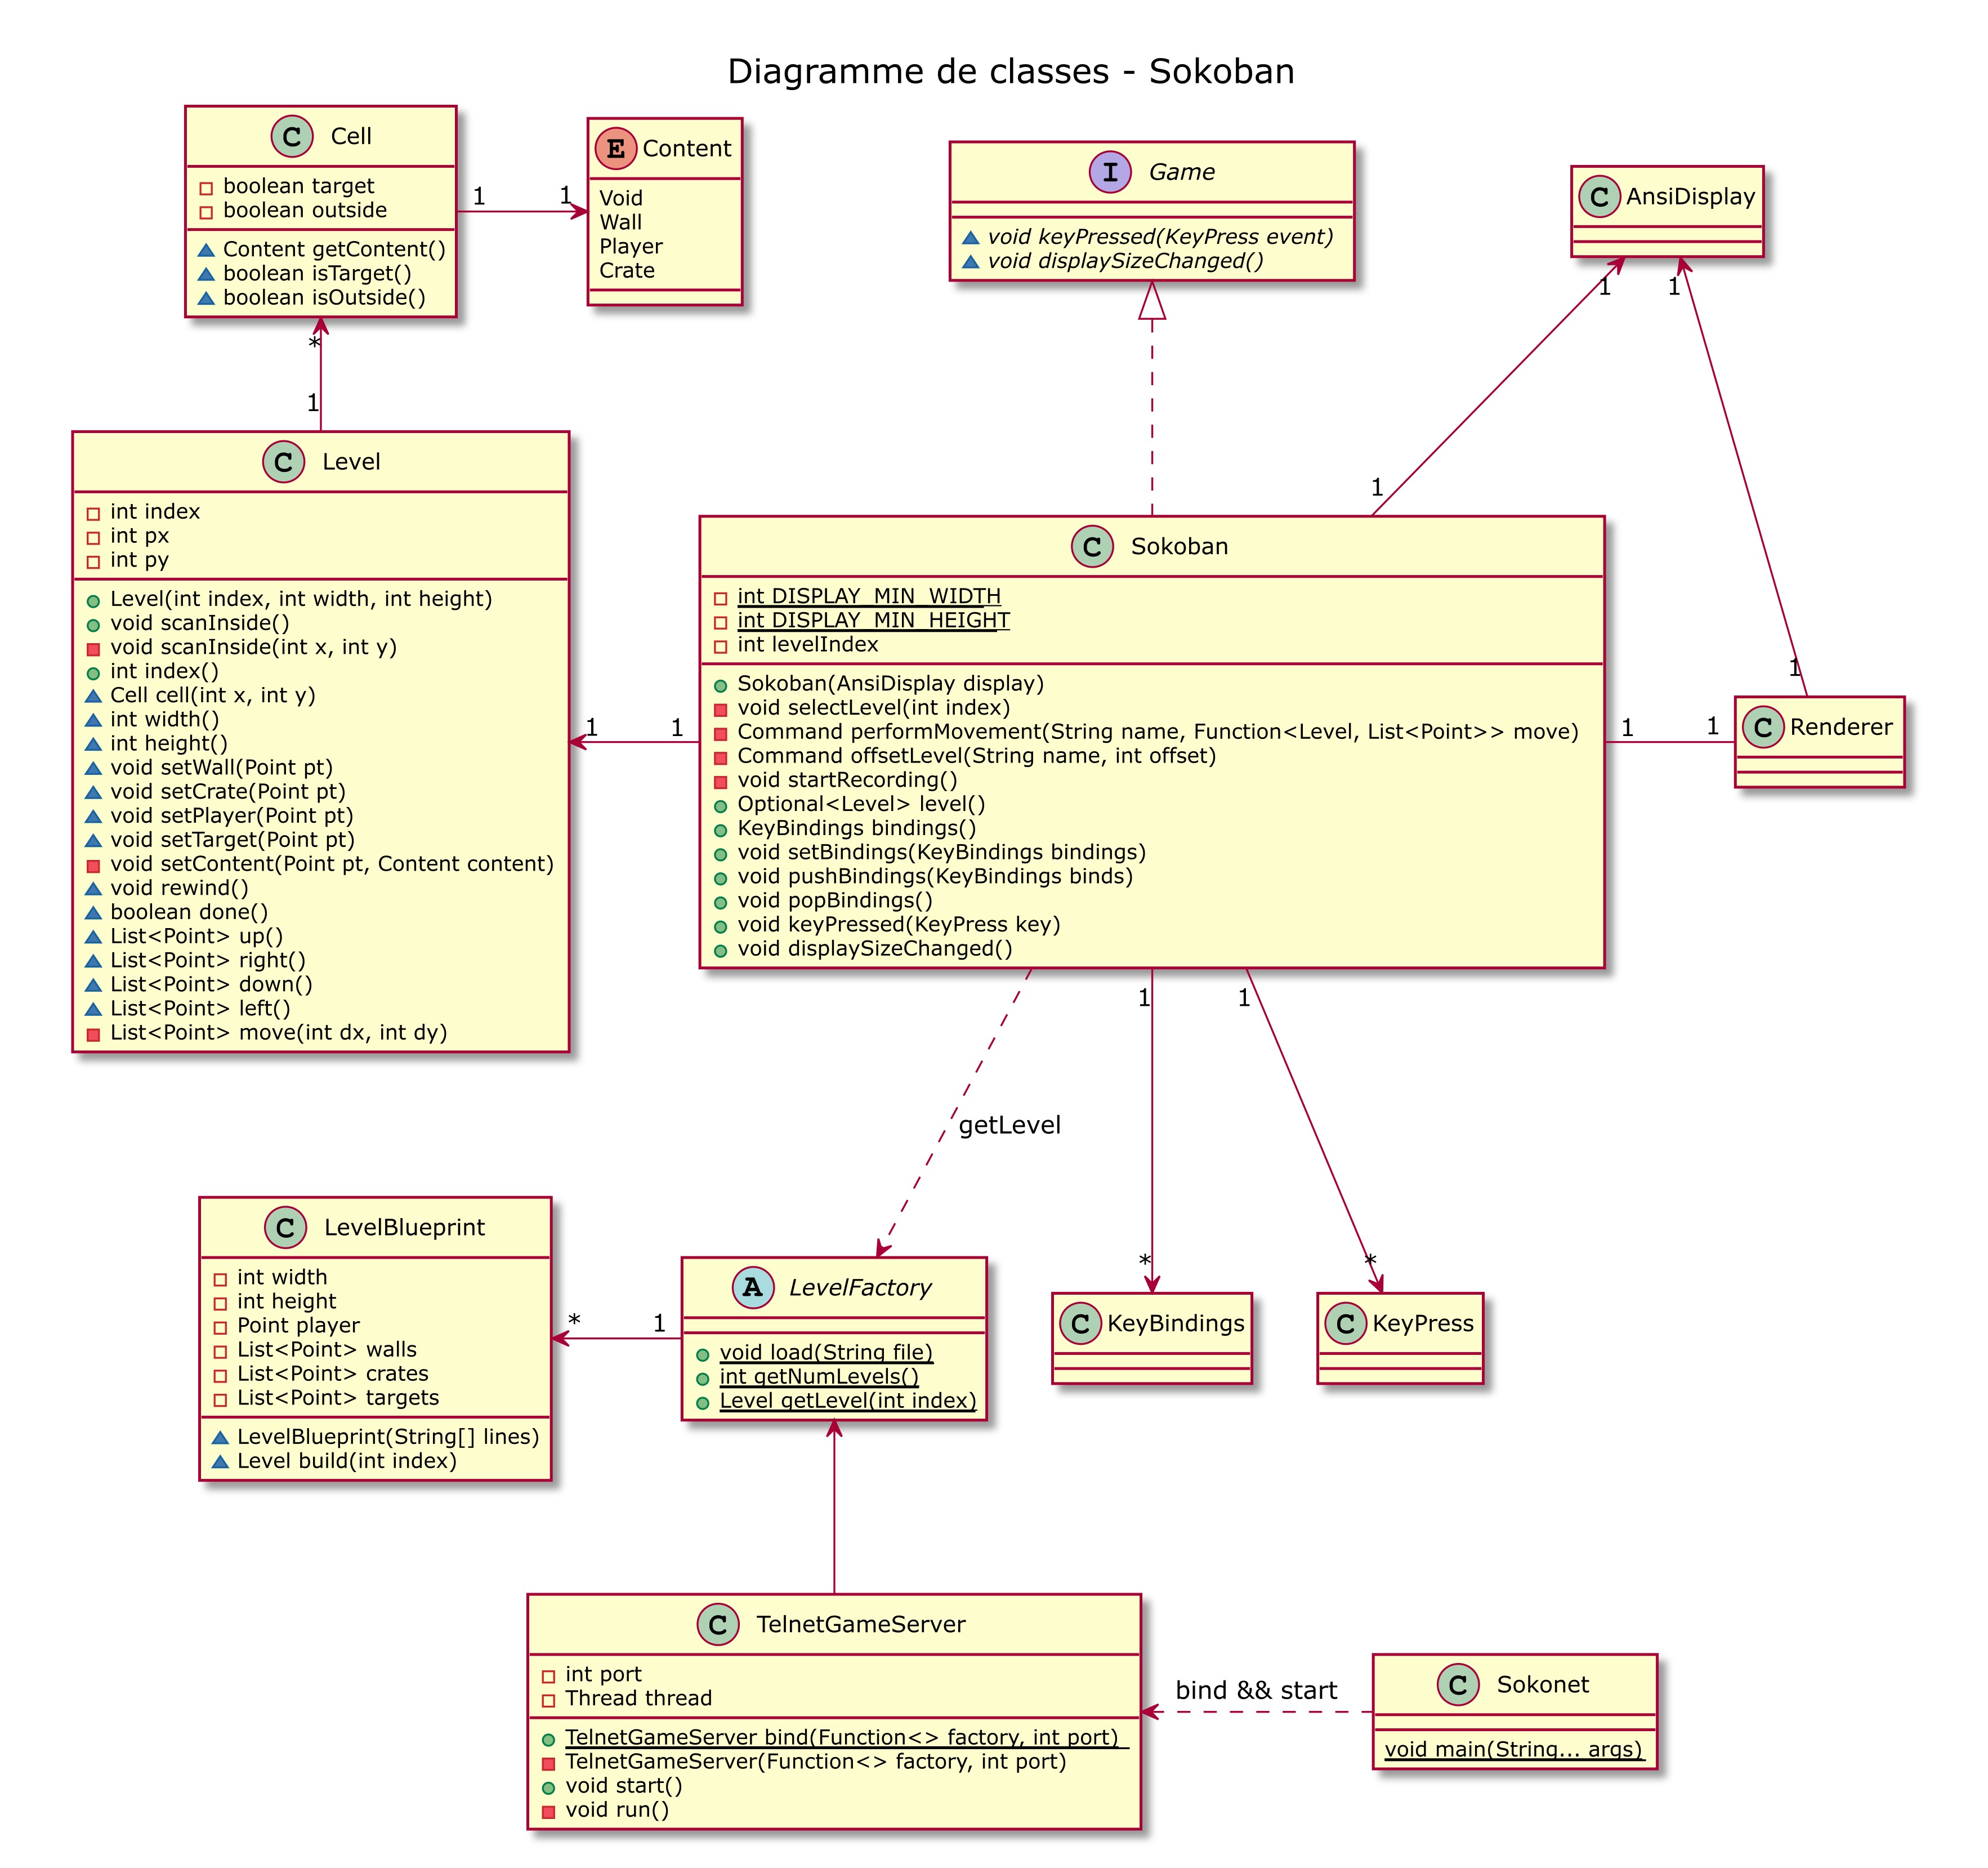 Diagramme de classes - Sokoban
C Cell
boolean target
boolean outside
Content getContent()
boolean isTarget()
boolean isOutside()
1 1
E Content
Void
Wall
Player
Crate
I Game
void keyPressed(KeyPress event)
void displaySizeChanged()
C AnsiDisplay
*
1
1 1
1
1
C Level
int index
int px
int py
Level(int index, int width, int height)
void scanInside()
void scanInside(int x, int y)
int index()
Cell cell(int x, int y)
int width()
int height()
void setWall(Point pt)
void setCrate(Point pt)
void setPlayer(Point pt)
void setTarget(Point pt)
void setContent(Point pt, Content content)
void rewind()
boolean done()
List<Point> up()
List<Point> right()
List<Point> down()
List<Point> left()
List<Point> move(int dx, int dy)
1 1
C Sokoban
int DISPLAY_MIN_WIDTH
int DISPLAY_MIN_HEIGHT
int levelIndex
Sokoban(AnsiDisplay display)
void selectLevel(int index)
Command performMovement(String name, Function<Level, List<Point>> move)
Command offsetLevel(String name, int offset)
void startRecording()
Optional<Level> level()
KeyBindings bindings()
void setBindings(KeyBindings bindings)
void pushBindings(KeyBindings binds)
void popBindings()
void keyPressed(KeyPress key)
void displaySizeChanged()
1 1
C Renderer
1 1
getLevel
* *
C LevelBlueprint
int width
int height
Point player
List<Point> walls
List<Point> crates
List<Point> targets
LevelBlueprint(String[] lines)
Level build(int index)
* 1
A LevelFactory
void load(String file)
int getNumLevels()
Level getLevel(int index)
C KeyBindings
C KeyPress
C TelnetGameServer
int port
Thread thread
TelnetGameServer bind(Function<> factory, int port)
TelnetGameServer(Function<> factory, int port)
void start()
void run()
bind && start
C Sokonet
void main(String... args)